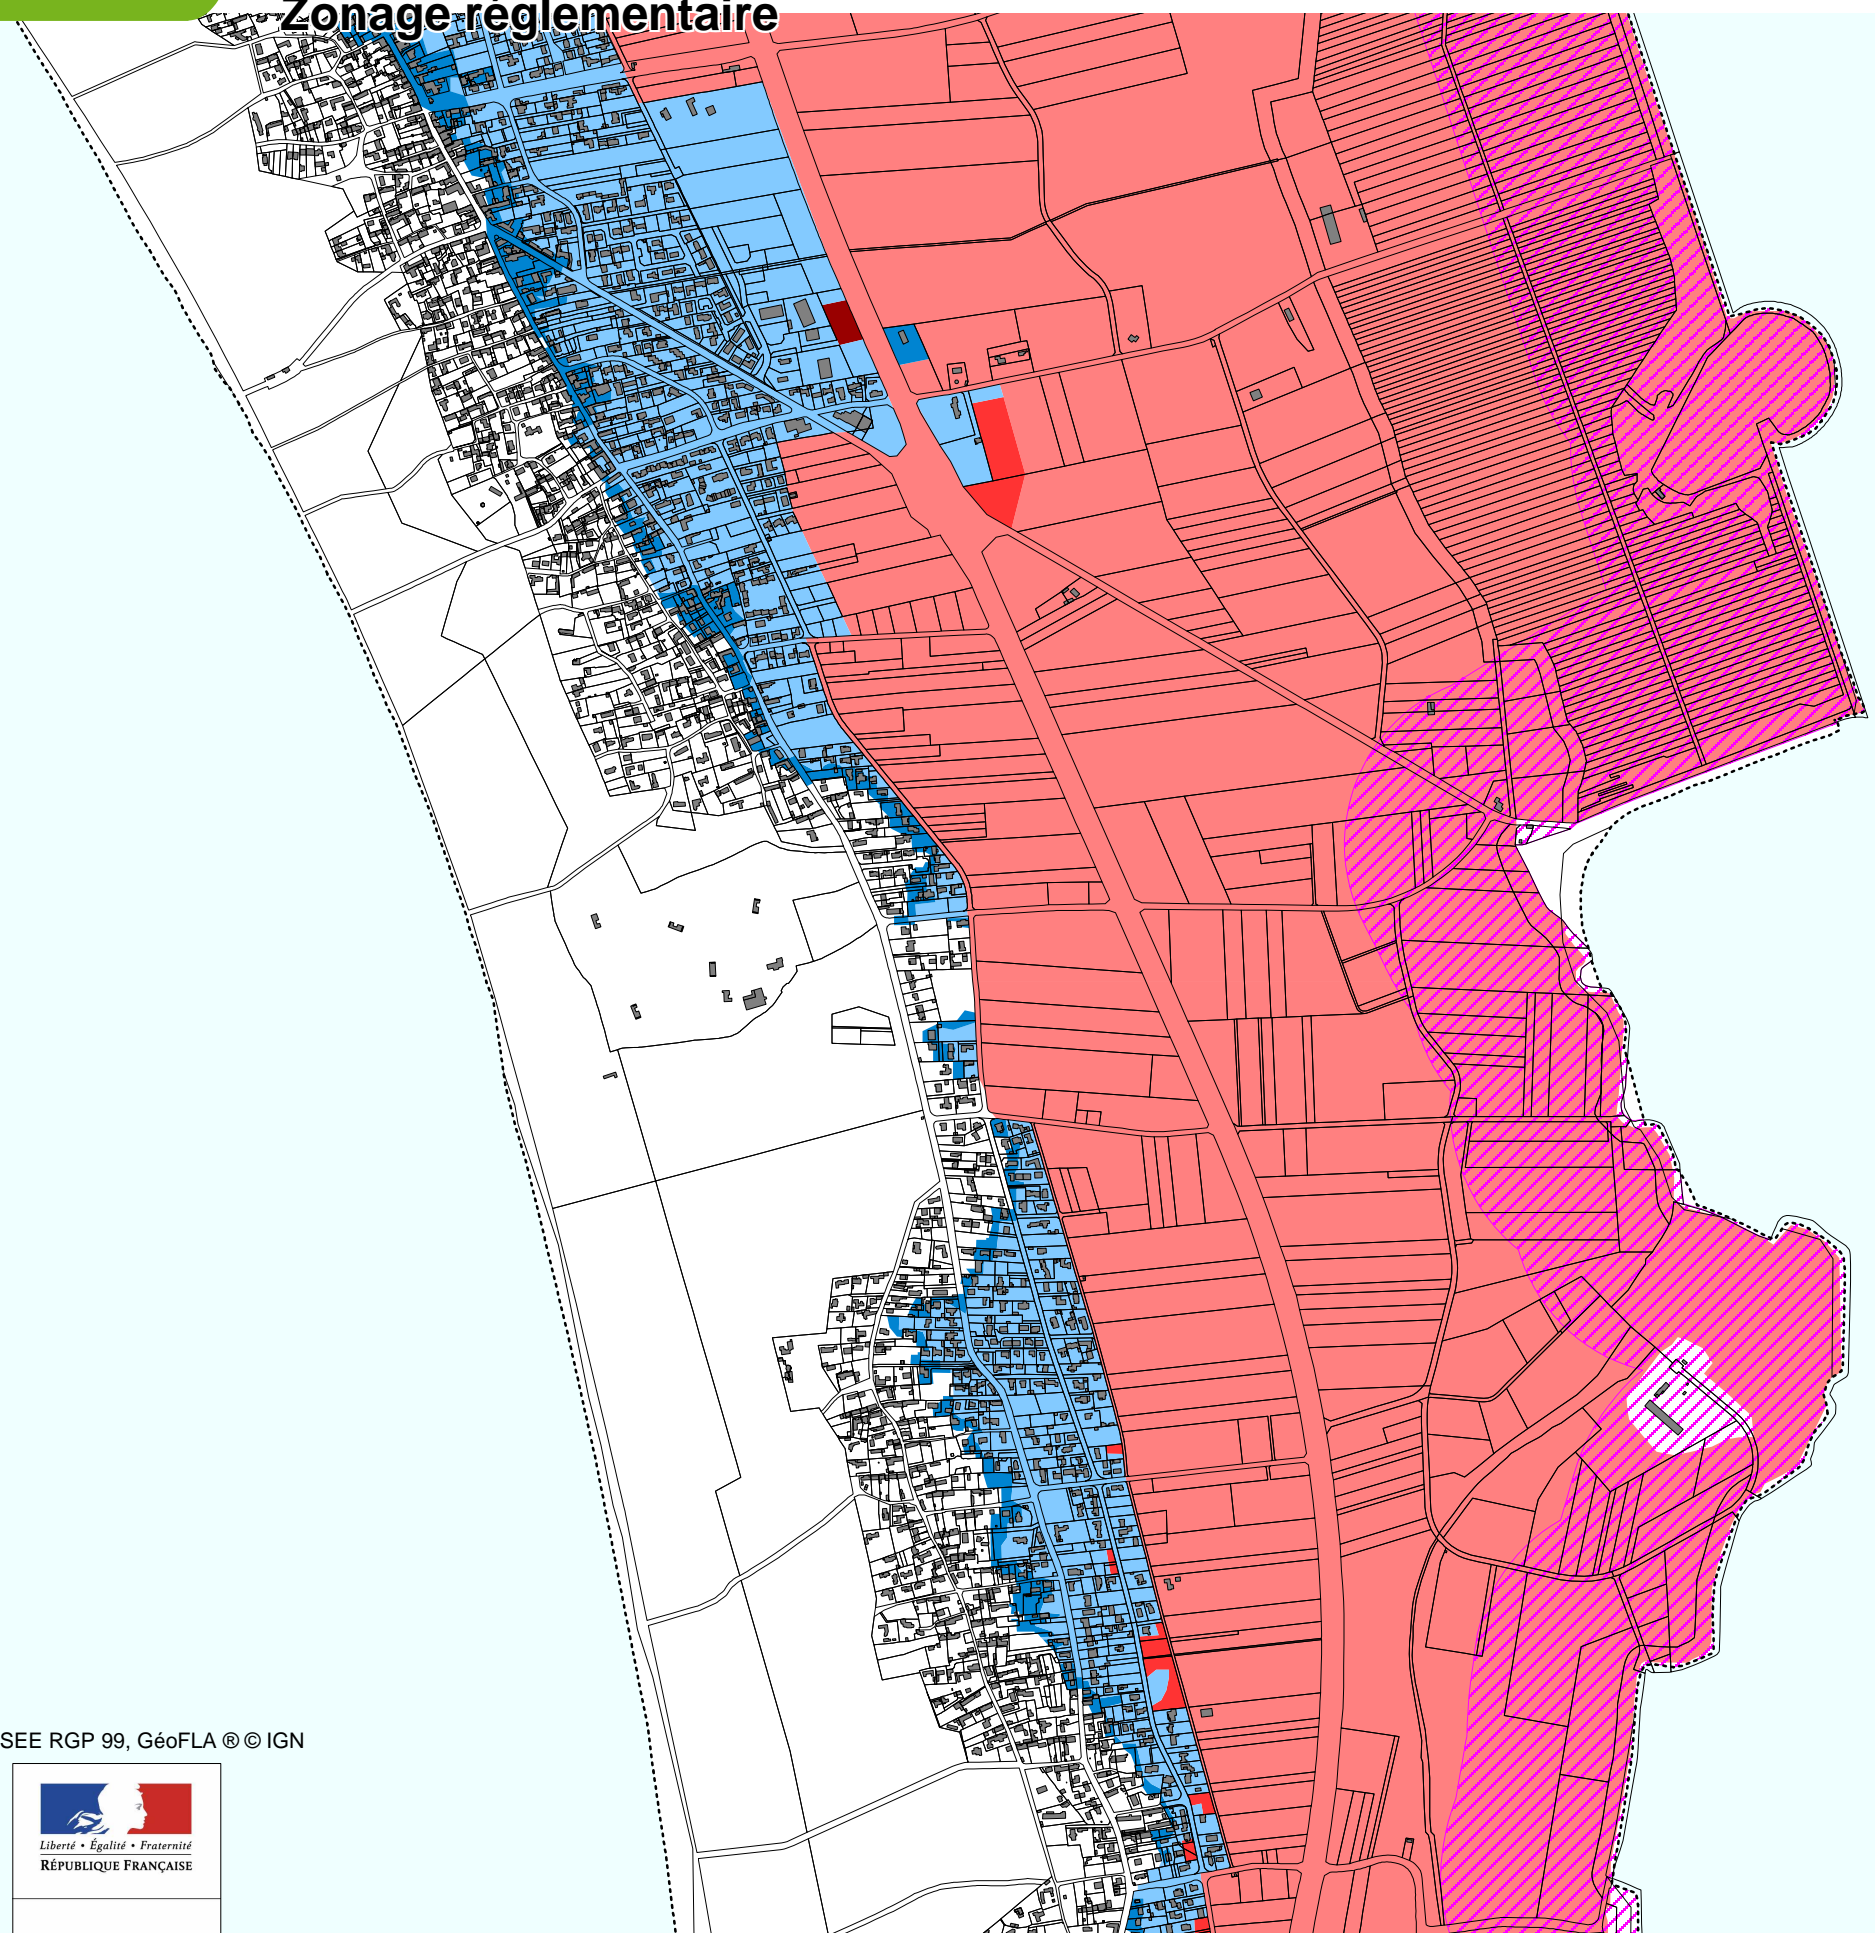 Zonage réglementaire
SEE RGP 99, GéoFLA ® © IGN
Liberté • Égalité • Fraternité
RÉPUBLIQUE FRANÇAISE